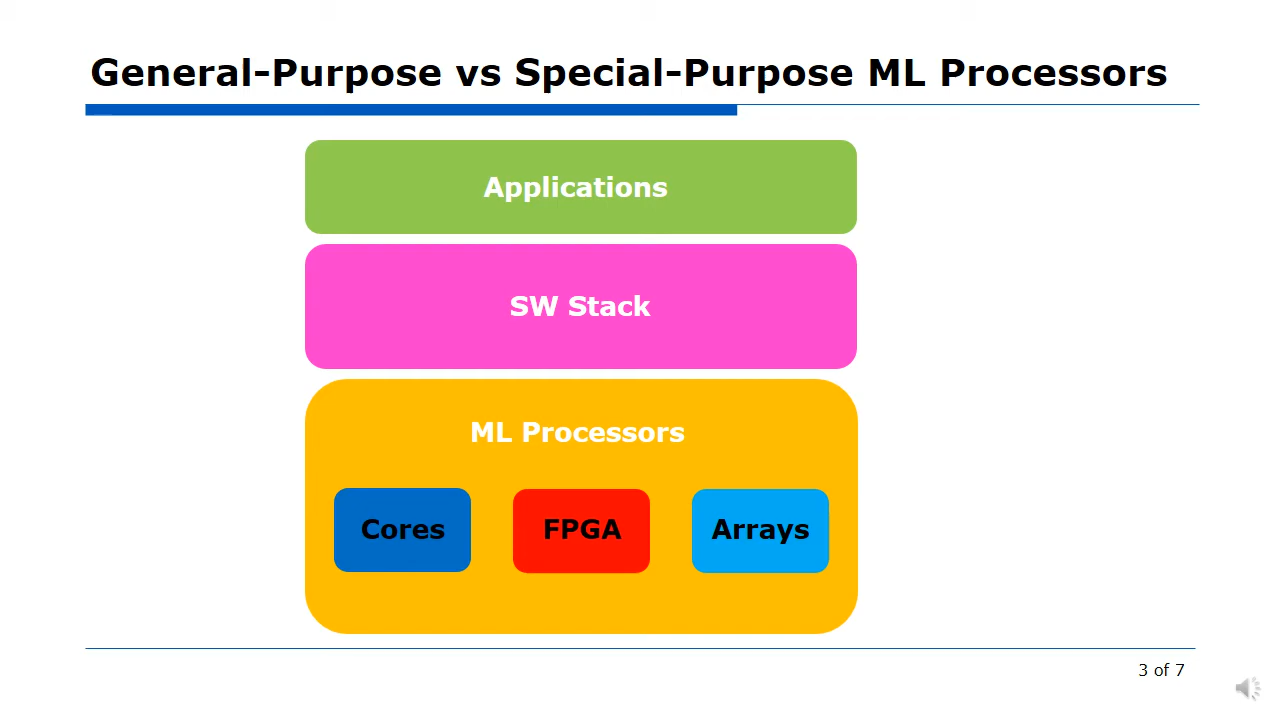 General-Purpose vs Special-Purpose ML Processors
Applications
SW Stack
ML Processors
Cores
FPGA
Arrays
3 of 7